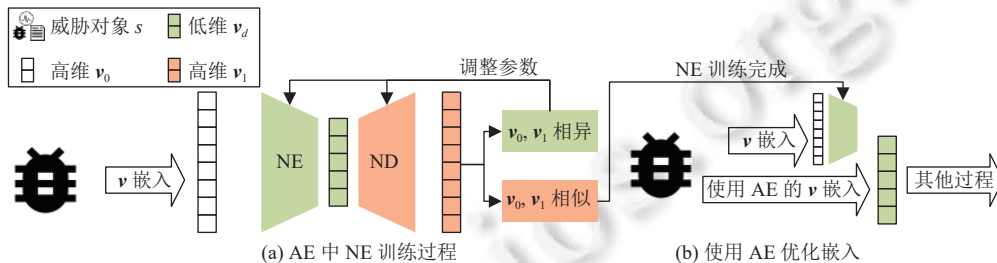 威胁对象 s 低维 v_d
高维 v_0 高维 v_1
调整参数
NE 训练完成
v 嵌入
NE
ND
v_0, v_1 相异
v_0, v_1 相似
v 嵌入
使用 AE 的 v 嵌入
其他过程
(a) AE 中 NE 训练过程
(b) 使用 AE 优化嵌入